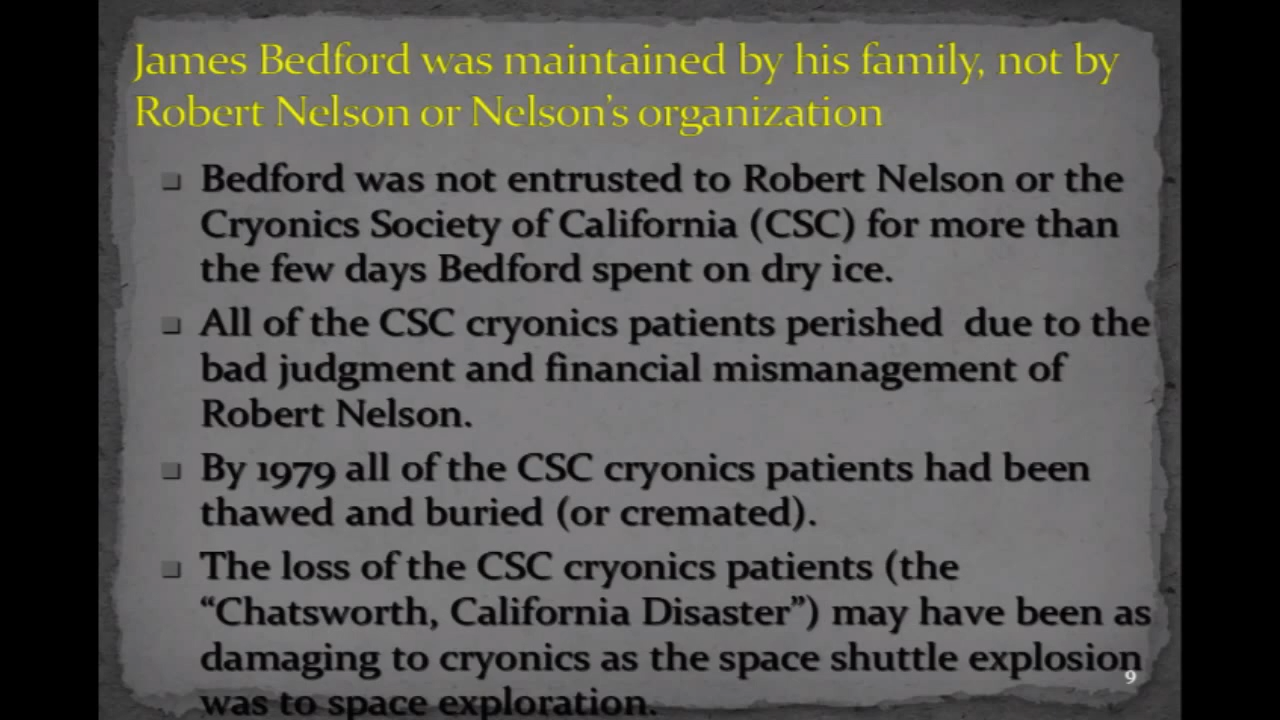 James Bedford was maintained by his family, not by
Robert Nelson or Nelson’s organization
Bedford was not entrusted to Robert Nelson or the
Cryonics Society of California (CSC) for more than
the few days Bedford spent on dry ice.
All of the CSC cryonics patients perished  due to the
bad judgment and financial mismanagement of
Robert Nelson.
By 1979 all of the CSC cryonics patients had been
thawed and buried (or cremated).
The loss of the CSC cryonics patients (the
“Chatsworth, California Disaster”) may have been as
damaging to cryonics as the space shuttle explosion
9
was to space exploration.